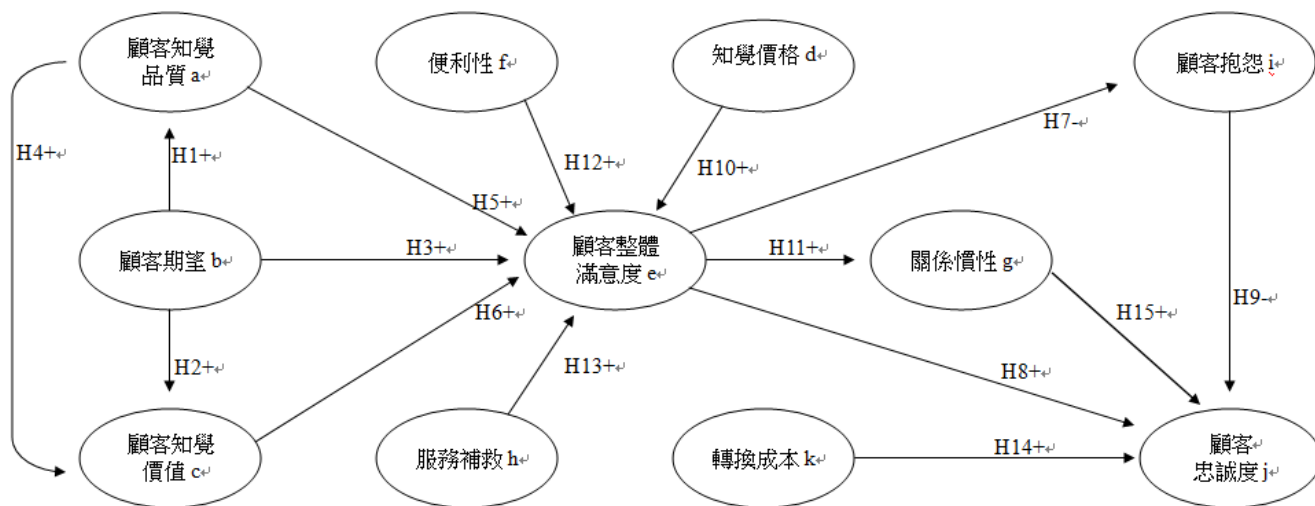 顧客知覺
品質 a↵
便利性 f↵
知覺價格 d↵
顧客抱怨 i↵
H4+↵
H1+↵
H5+↵
H12+↵
H10+↵
H7-↵
顧客期望 b↵
H3+↵
顧客整體
滿意度 e↵
H11+↵
關係慣性 g↵
H2+↵
H6+↵
H13+↵
H8+↵
H15+↵
H9-↵
顧客知覺
價值 c↵
服務補救 h↵
轉換成本 k↵
H14+↵
顧客
忠誠度 j↵